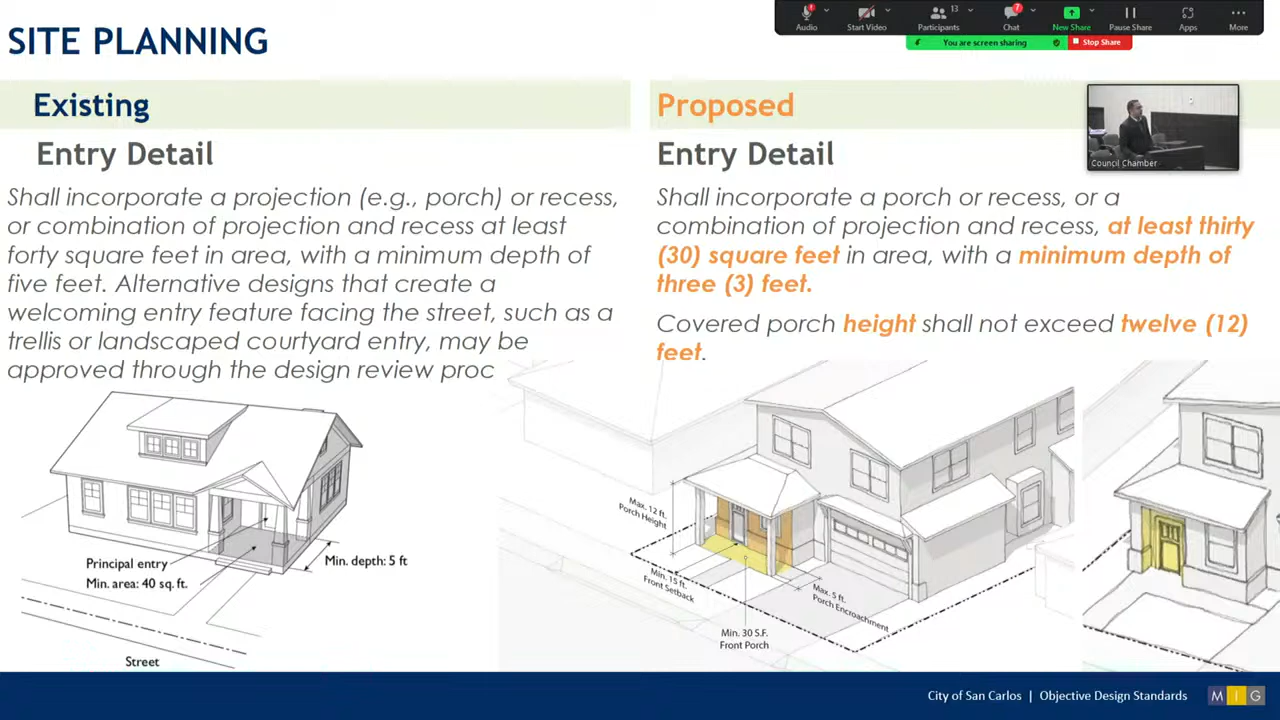 SITE PLANNING
Audio
Start Video
13
Participants
7
Chat
New Share
Pause Share
Apps
More
You are screen sharing
Stop Share
Existing
Entry Detail
Shall incorporate a projection (e.g., porch) or recess,
or combination of projection and recess at least
forty square feet in area, with a minimum depth of
five feet. Alternative designs that create a
welcoming entry feature facing the street, such as a
trellis or landscaped courtyard entry, may be
approved through the design review proc
Principal entry
Min. area: 40 sq. ft.
Min. depth: 5 ft
Street
Proposed
Council Chamber
Entry Detail
Shall incorporate a porch or recess, or a
combination of projection and recess, at least thirty
(30) square feet in area, with a minimum depth of
three (3) feet.
Covered porch height shall not exceed twelve (12)
feet.
Max. 12 ft.
Porch Height
Min. 15 ft.
Front Setback
Max. 5 ft.
Porch Encroachment
Min. 30 S.F.
Front Porch
City of San Carlos | Objective Design Standards
M I G